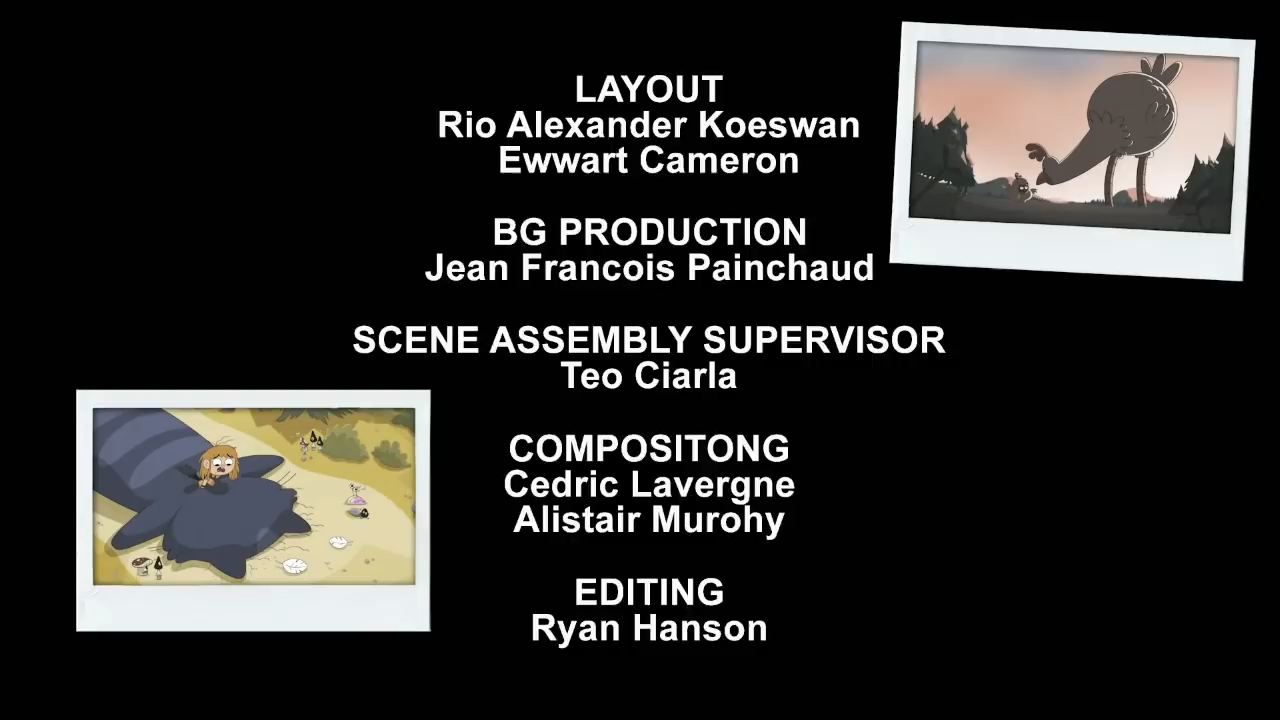 LAYOUT
Rio Alexander Koeswan
Ewwart Cameron
BG PRODUCTION
Jean Francois Painchaud
SCENE ASSEMBLY SUPERVISOR
Teo Ciarla
COMPOSITONG
Cedric Lavergne
Alistair Murohy
EDITING
Ryan Hanson